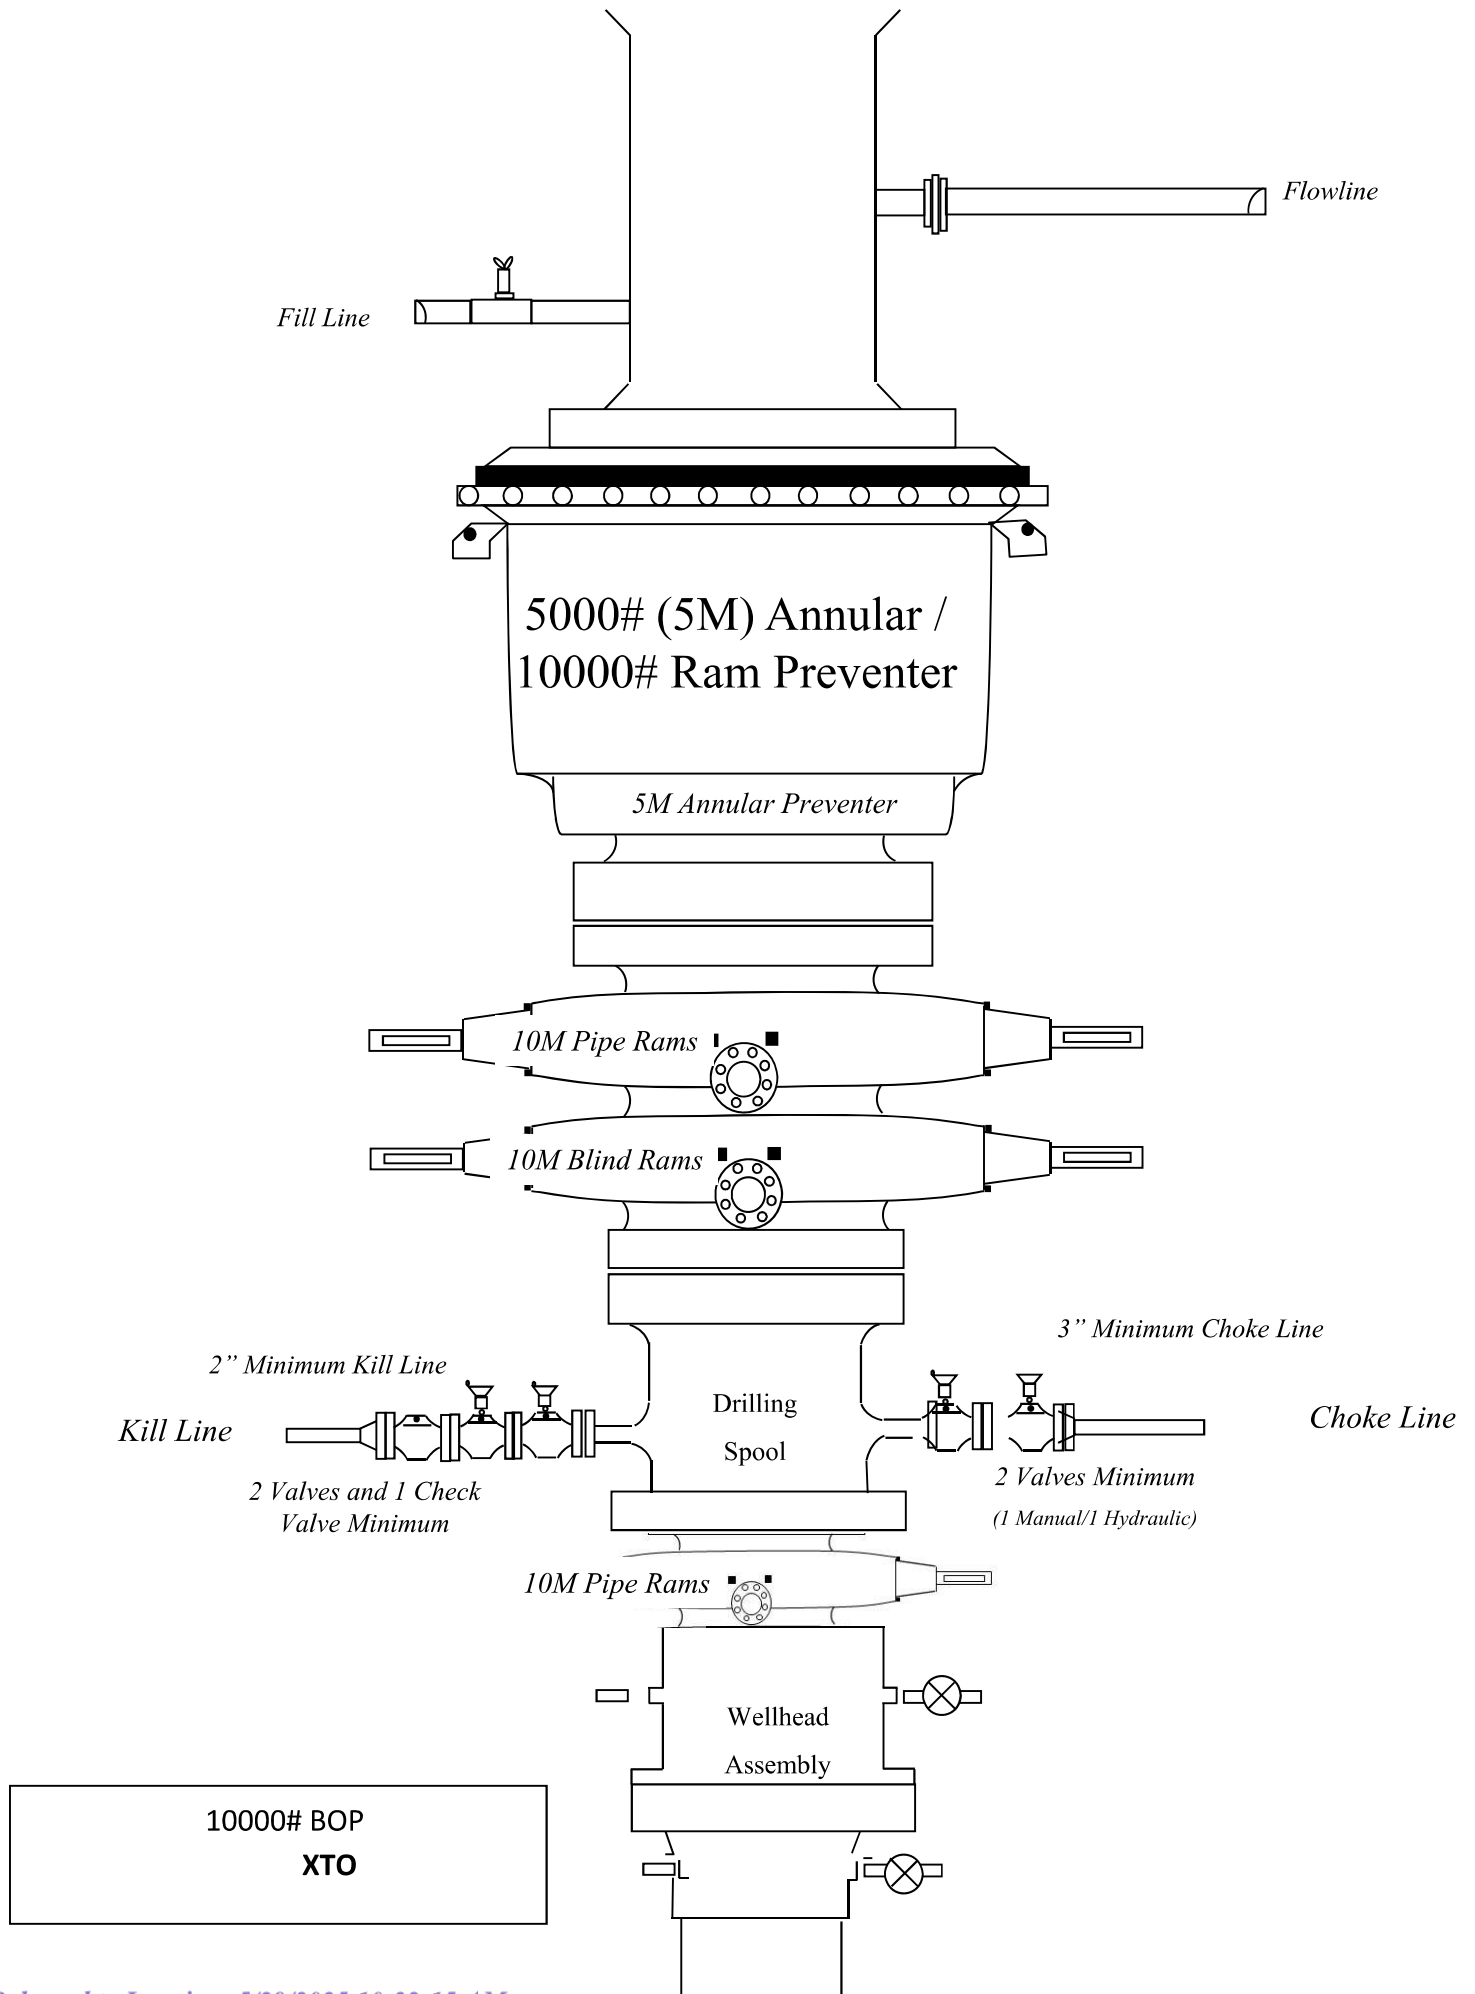 Flowline
Fill Line
5000# (5M) Annular /
10000# Ram Preventer
5M Annular Preventer
10M Pipe Rams
10M Blind Rams
3” Minimum Choke Line
2” Minimum Kill Line
Drilling
Spool
Kill Line
Choke Line
2 Valves and 1 Check
Valve Minimum
2 Valves Minimum
(1 Manual/1 Hydraulic)
10M Pipe Rams
Wellhead
Assembly
10000# BOP
XTO